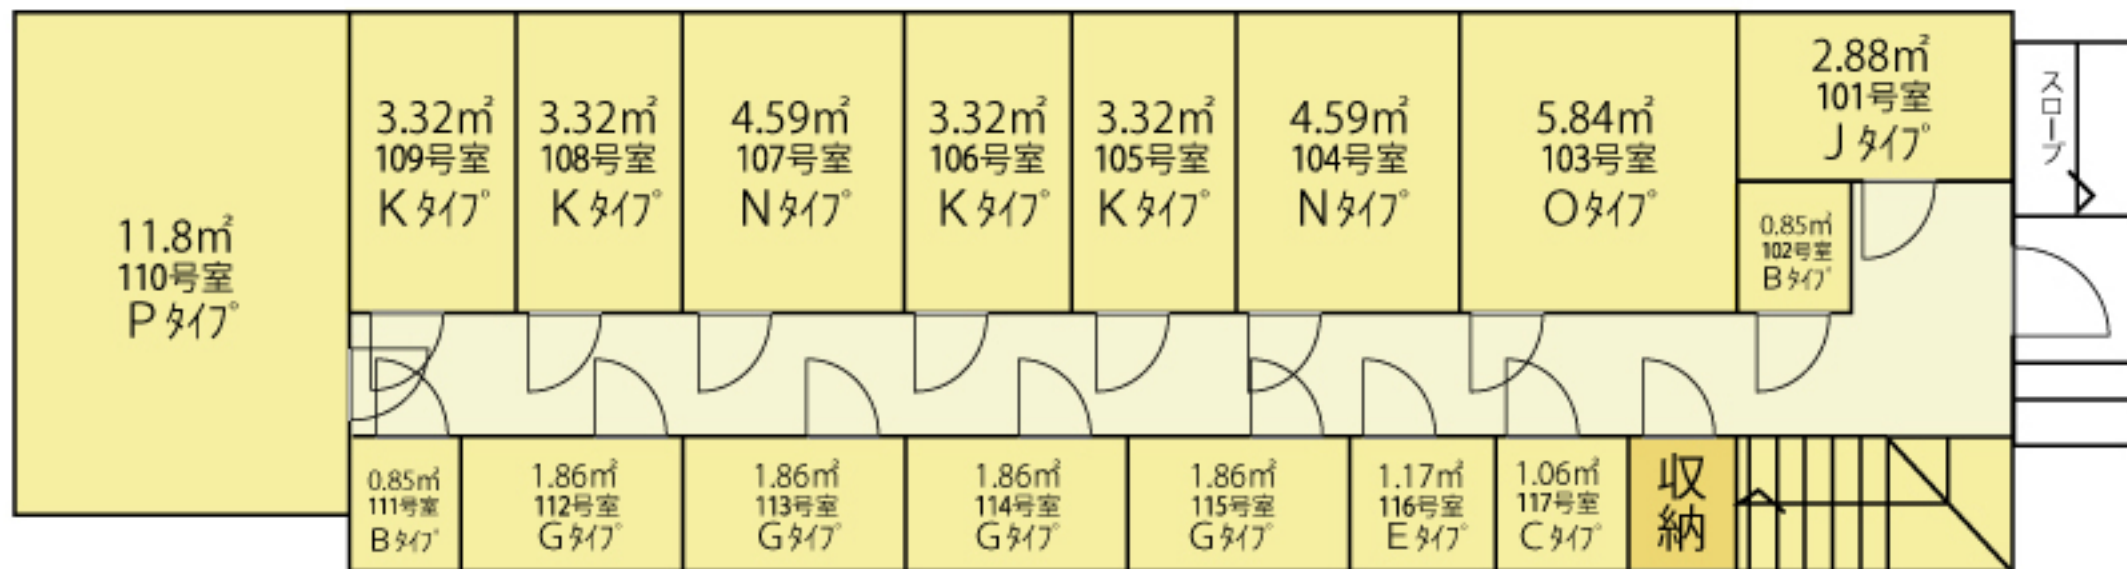 11.8㎡
110号室
Pﾀｲﾌﾟ
3.32㎡
109号室
Kﾀｲﾌﾟ
3.32㎡
108号室
Kﾀｲﾌﾟ
4.59㎡
107号室
Nﾀｲﾌﾟ
3.32㎡
106号室
Kﾀｲﾌﾟ
3.32㎡
105号室
Kﾀｲﾌﾟ
4.59㎡
104号室
Nﾀｲﾌﾟ
5.84㎡
103号室
Oﾀｲﾌﾟ
2.88㎡
101号室
Jﾀｲﾌﾟ
0.85㎡
102号室
Bﾀｲﾌﾟ
スロープ
0.85㎡
111号室
Bﾀｲﾌﾟ
1.86㎡
112号室
Gﾀｲﾌﾟ
1.86㎡
113号室
Gﾀｲﾌﾟ
1.86㎡
114号室
Gﾀｲﾌﾟ
1.86㎡
115号室
Gﾀｲﾌﾟ
1.17㎡
116号室
Eﾀｲﾌﾟ
1.06㎡
117号室
Cﾀｲﾌﾟ
収納